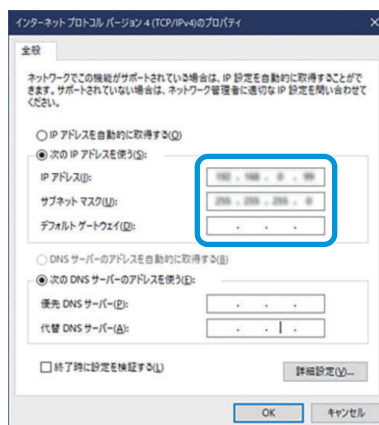 インターネット プロトコル バージョン 4 (TCP/IPv4)のプロパティ
全般
ネットワークでこの機能がサポートされている場合は、IP 設定を自動的に取得することがで
きます。サポートされていない場合は、ネットワーク管理者に適切な IP 設定を問い合わせて
ください。
IP アドレスを自動的に取得する(O)
次の IP アドレスを使う(S):
IP アドレス(I):
サブネット マスク(U):
デフォルト ゲートウェイ(D):
DNS サーバーのアドレスを自動的に取得する(B)
次の DNS サーバーのアドレスを使う(E):
優先 DNS サーバー(P):
代替 DNS サーバー(A):
終了時に設定を検証する(L)
詳細設定(V)...
OK キャンセル